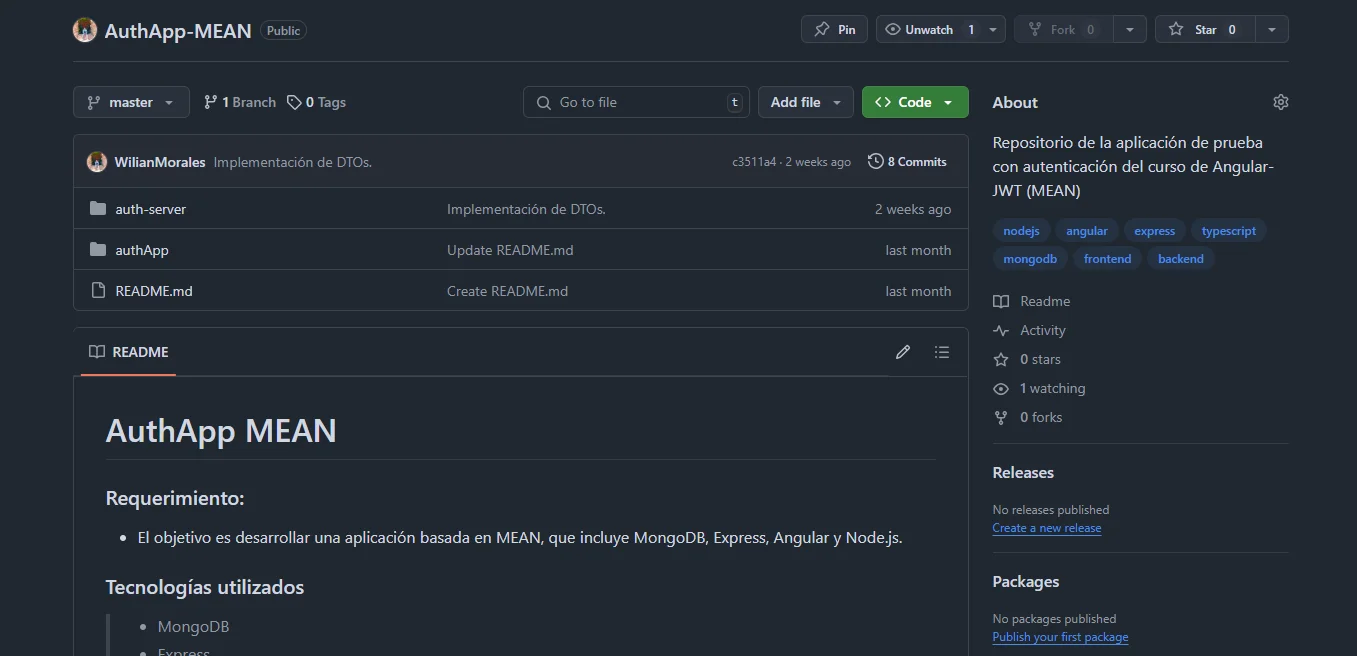 AuthApp-MEAN Public Pin Unwatch 1 Fork 0 Star 0
master 1 Branch 0 Tags Go to file t Add file Code
WilianMorales Implementación de DTOs. c3511a4 · 2 weeks ago 8 Commits
auth-server Implementación de DTOs. 2 weeks ago
authApp Update README.md last month
README.md Create README.md last month
README
AuthApp MEAN
Requerimiento:
• El objetivo es desarrollar una aplicación basada en MEAN, que incluye MongoDB, Express, Angular y Node.js.
Tecnologías utilizados
• MongoDB
• Express
About
Repositorio de la aplicación de prueba
con autenticación del curso de Angular-
JWT (MEAN)
nodejs angular express typescript
mongodb frontend backend
Readme
Activity
0 stars
1 watching
0 forks
Releases
No releases published
Create a new release
Packages
No packages published
Publish your first package